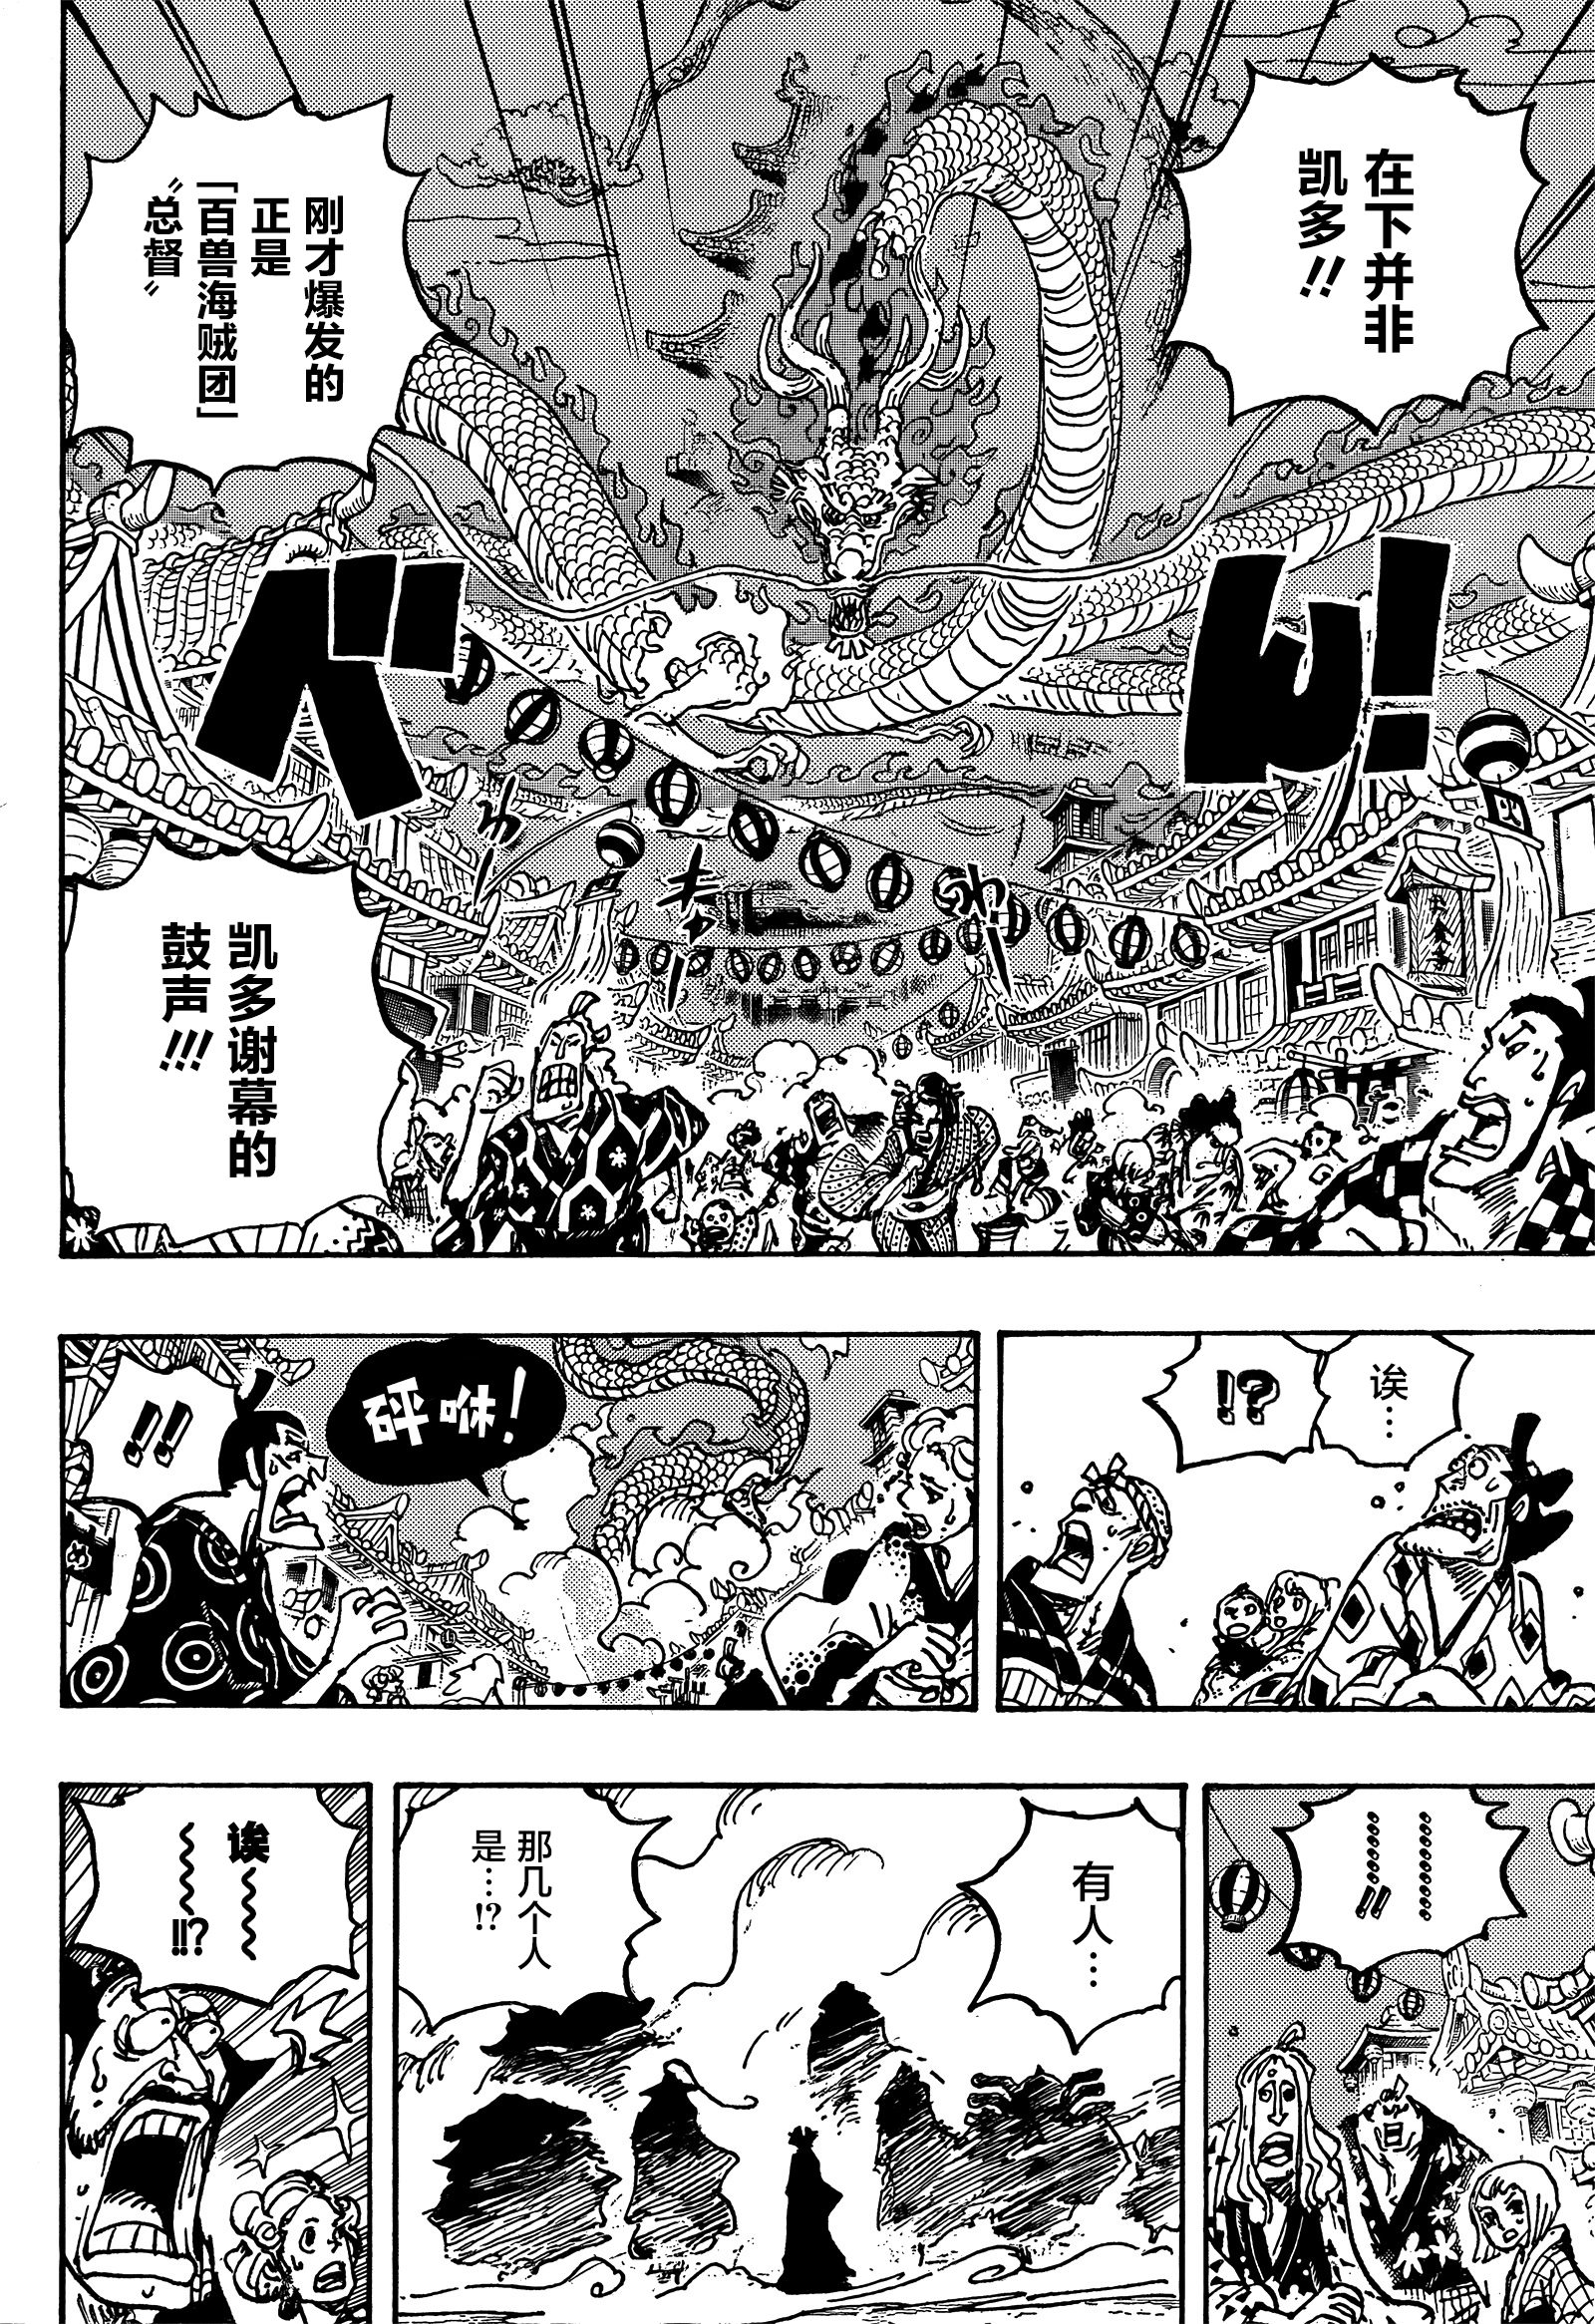 在下并非
凯多!!
刚才爆发的
正是
「百兽海贼团」
“总督”
凯多谢幕的
鼓声!!!
べ
ん!
诶…
!?
砰咻!
!!
…………
……!!
有人…
那几个人
是…!?
诶~~~
~~~!!?